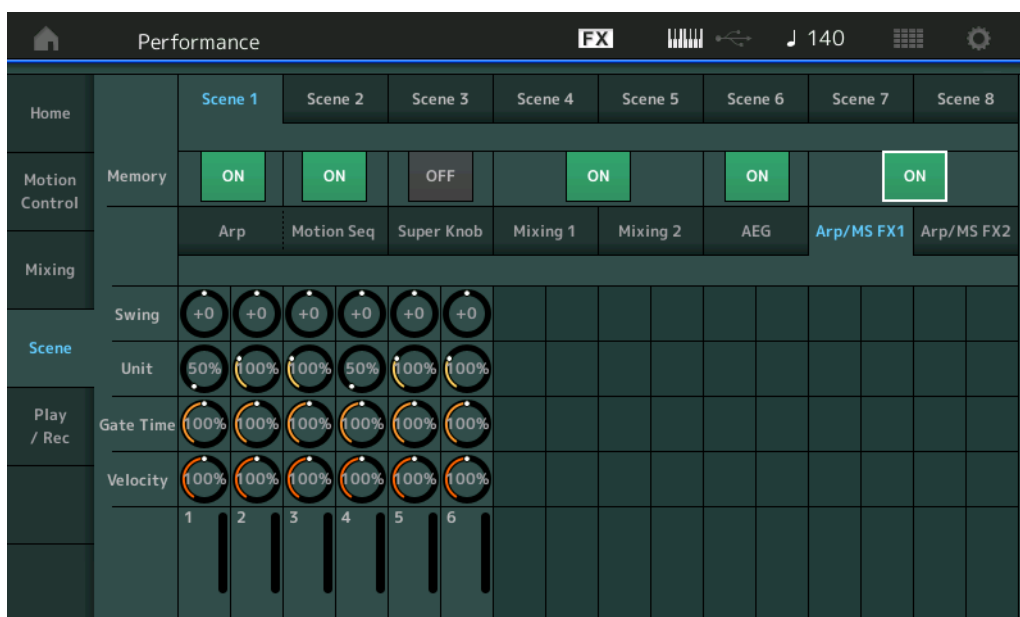 Performance FX 140
Scene 1 Scene 2 Scene 3 Scene 4 Scene 5 Scene 6 Scene 7 Scene 8
Home
Memory ON ON OFF ON ON ON
Motion
Control
Arp Motion Seq Super Knob Mixing 1 Mixing 2 AEG Arp/MS FX1 Arp/MS FX2
Mixing
Swing +0 +0 +0 +0 +0 +0
Scene
Unit 50% 100% 100% 50% 100% 100%
Play
/ Rec
Gate Time 100% 100% 100% 100% 100% 100%
Velocity 100% 100% 100% 100% 100% 100%
1 2 3 4 5 6